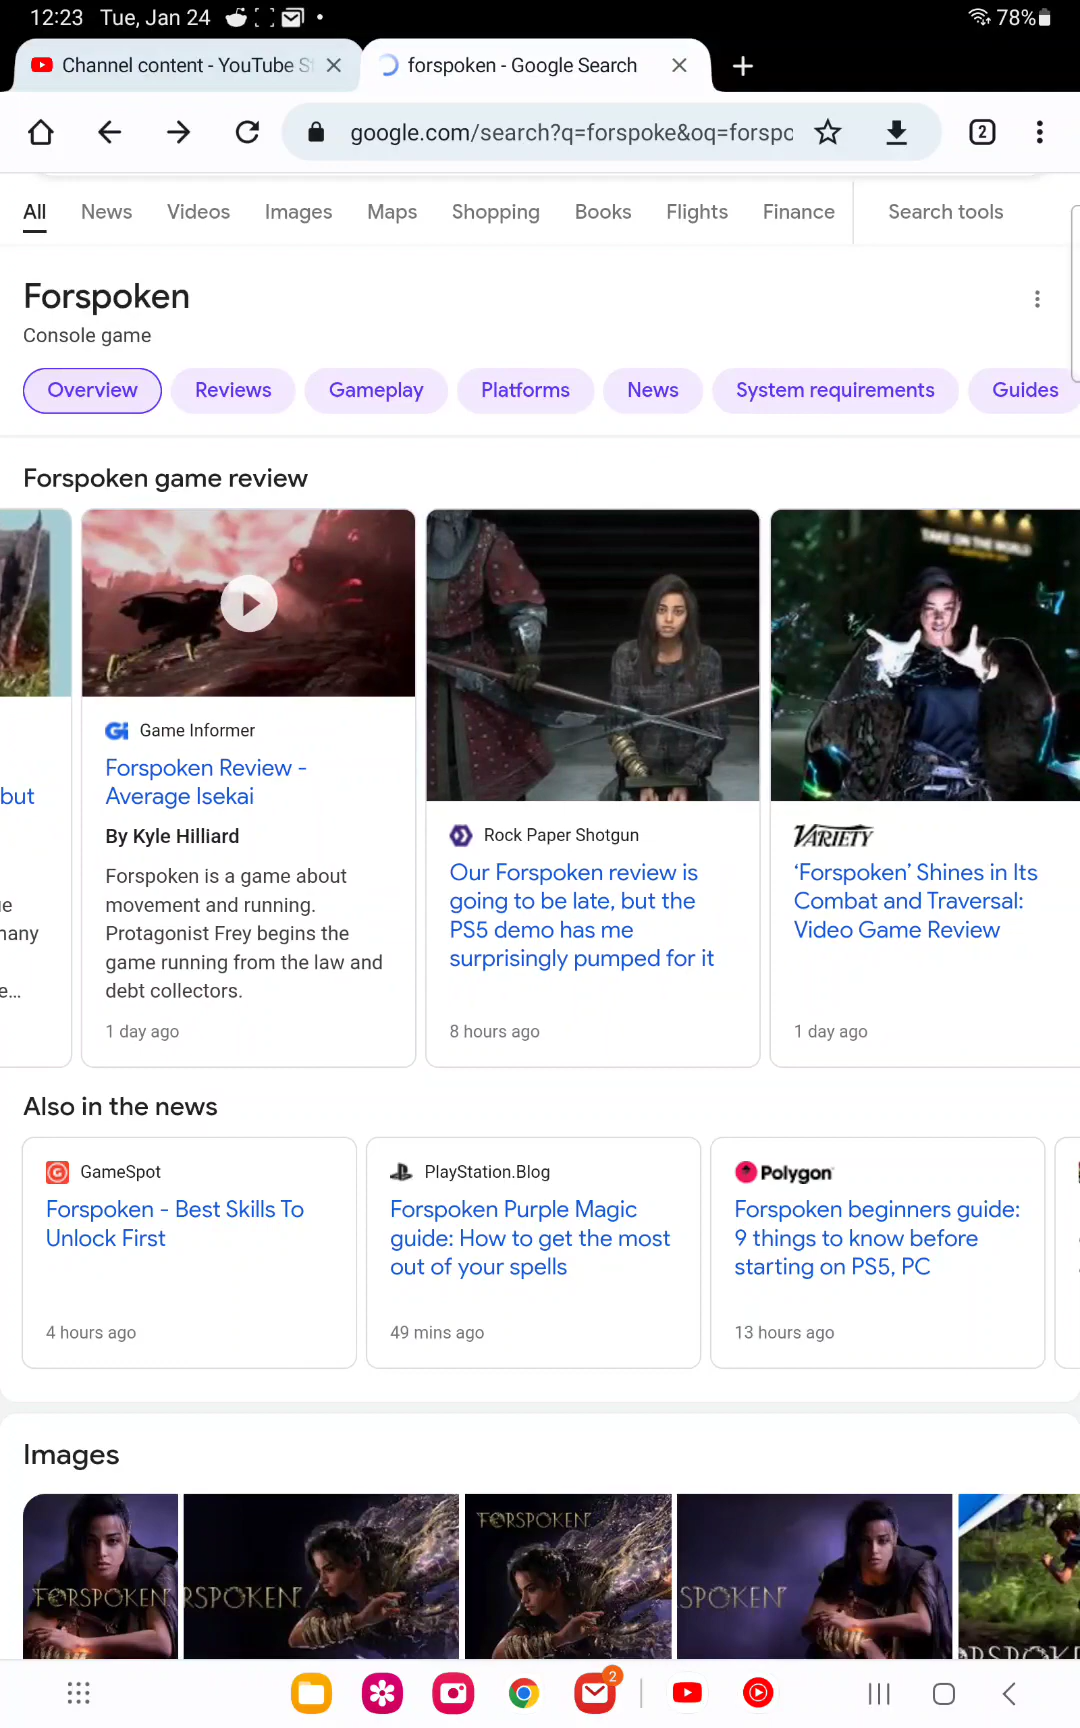 12:23 Tue, Jan 24
78%
Channel content - YouTube S
forspoken - Google Search
google.com/search?q=forspoke&oq=forspo
2
All News Videos Images Maps Shopping Books Flights Finance Search tools
Forspoken
Console game
Overview Reviews Gameplay Platforms News System requirements Guides
Forspoken game review
TAKE ON THE WORLD
but
e
nany
e...
Gi Game Informer
Forspoken Review -
Average Isekai
By Kyle Hilliard
Forspoken is a game about
movement and running.
Protagonist Frey begins the
game running from the law and
debt collectors.
1 day ago
Rock Paper Shotgun
Our Forspoken review is
going to be late, but the
PS5 demo has me
surprisingly pumped for it
8 hours ago
VARIETY
‘Forspoken’ Shines in Its
Combat and Traversal:
Video Game Review
1 day ago
Also in the news
GameSpot
Forspoken - Best Skills To
Unlock First
4 hours ago
PlayStation.Blog
Forspoken Purple Magic
guide: How to get the most
out of your spells
49 mins ago
Polygon
Forspoken beginners guide:
9 things to know before
starting on PS5, PC
13 hours ago
Images
FORSPOKEN
RSPOKEN
FORSPOKEN
SPOKEN
ORSPOK
2